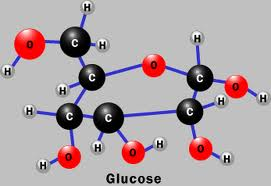 H
O C H H
H C O C
H O
H C C C H H
H O H O
H O H
Glucose